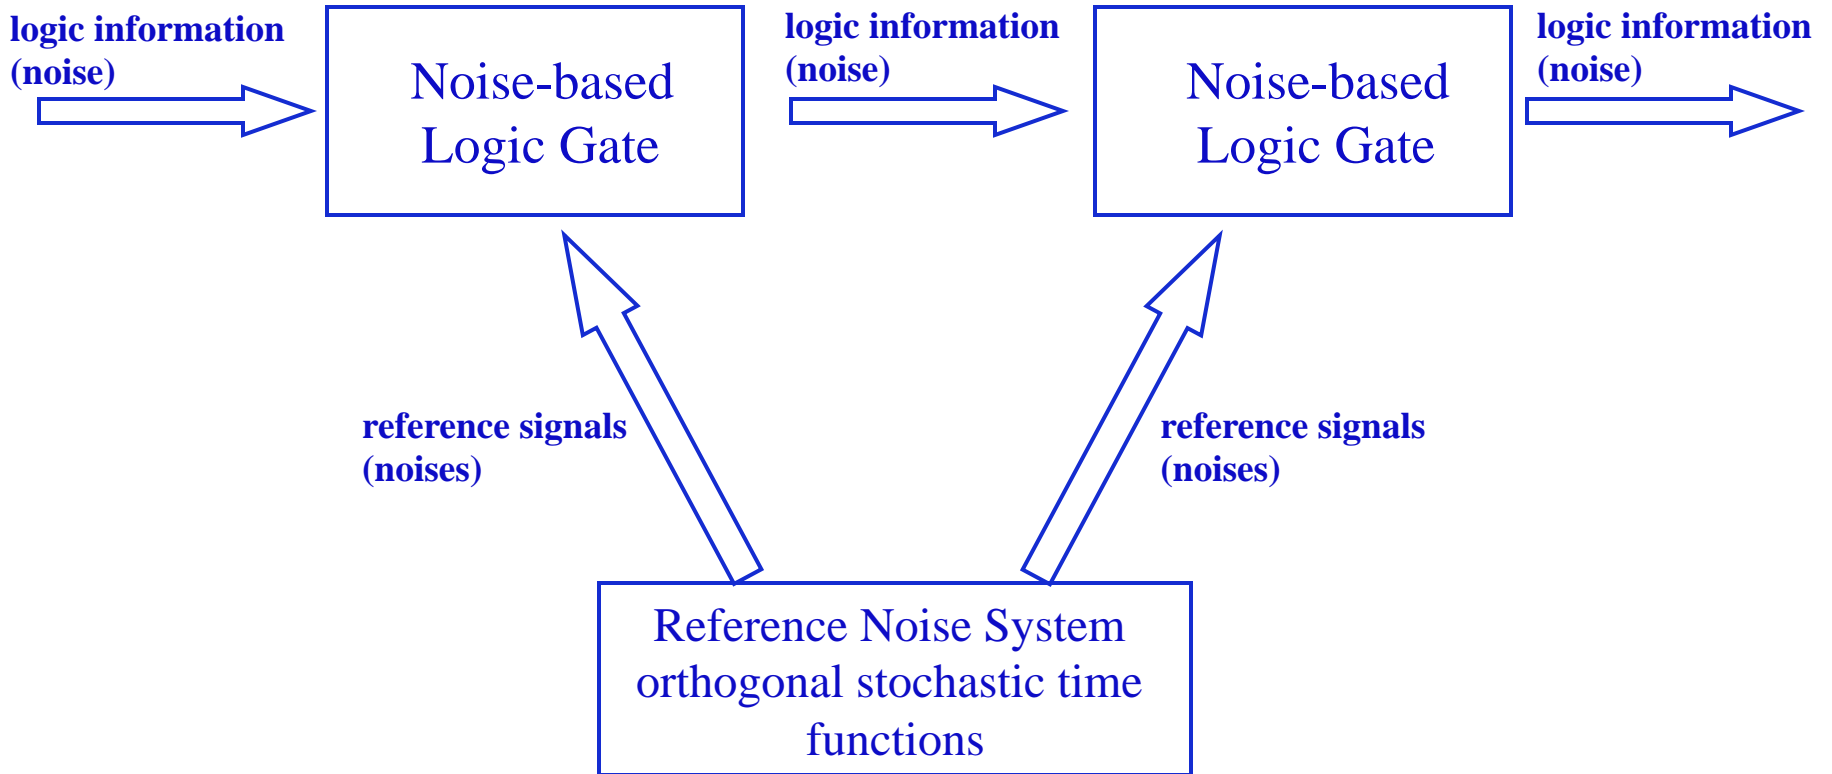 logic information
(noise)
Noise-based
Logic Gate
logic information
(noise)
Noise-based
Logic Gate
logic information
(noise)
reference signals
(noises)
reference signals
(noises)
Reference Noise System
orthogonal stochastic time
functions